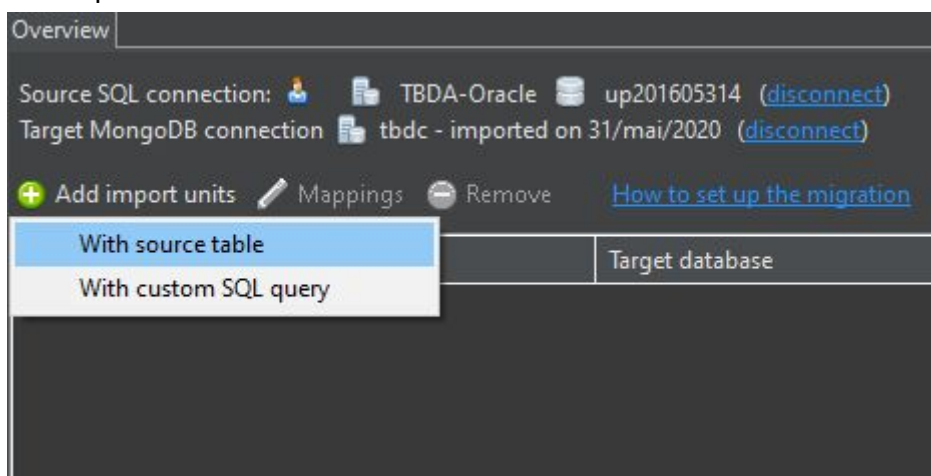 Overview
Source SQL connection: TBDA-Oracle up201605314 (disconnect)
Target MongoDB connection tbdc - imported on 31/mai/2020 (disconnect)
Add import units Mappings Remove How to set up the migration
With source table
Target database
With custom SQL query